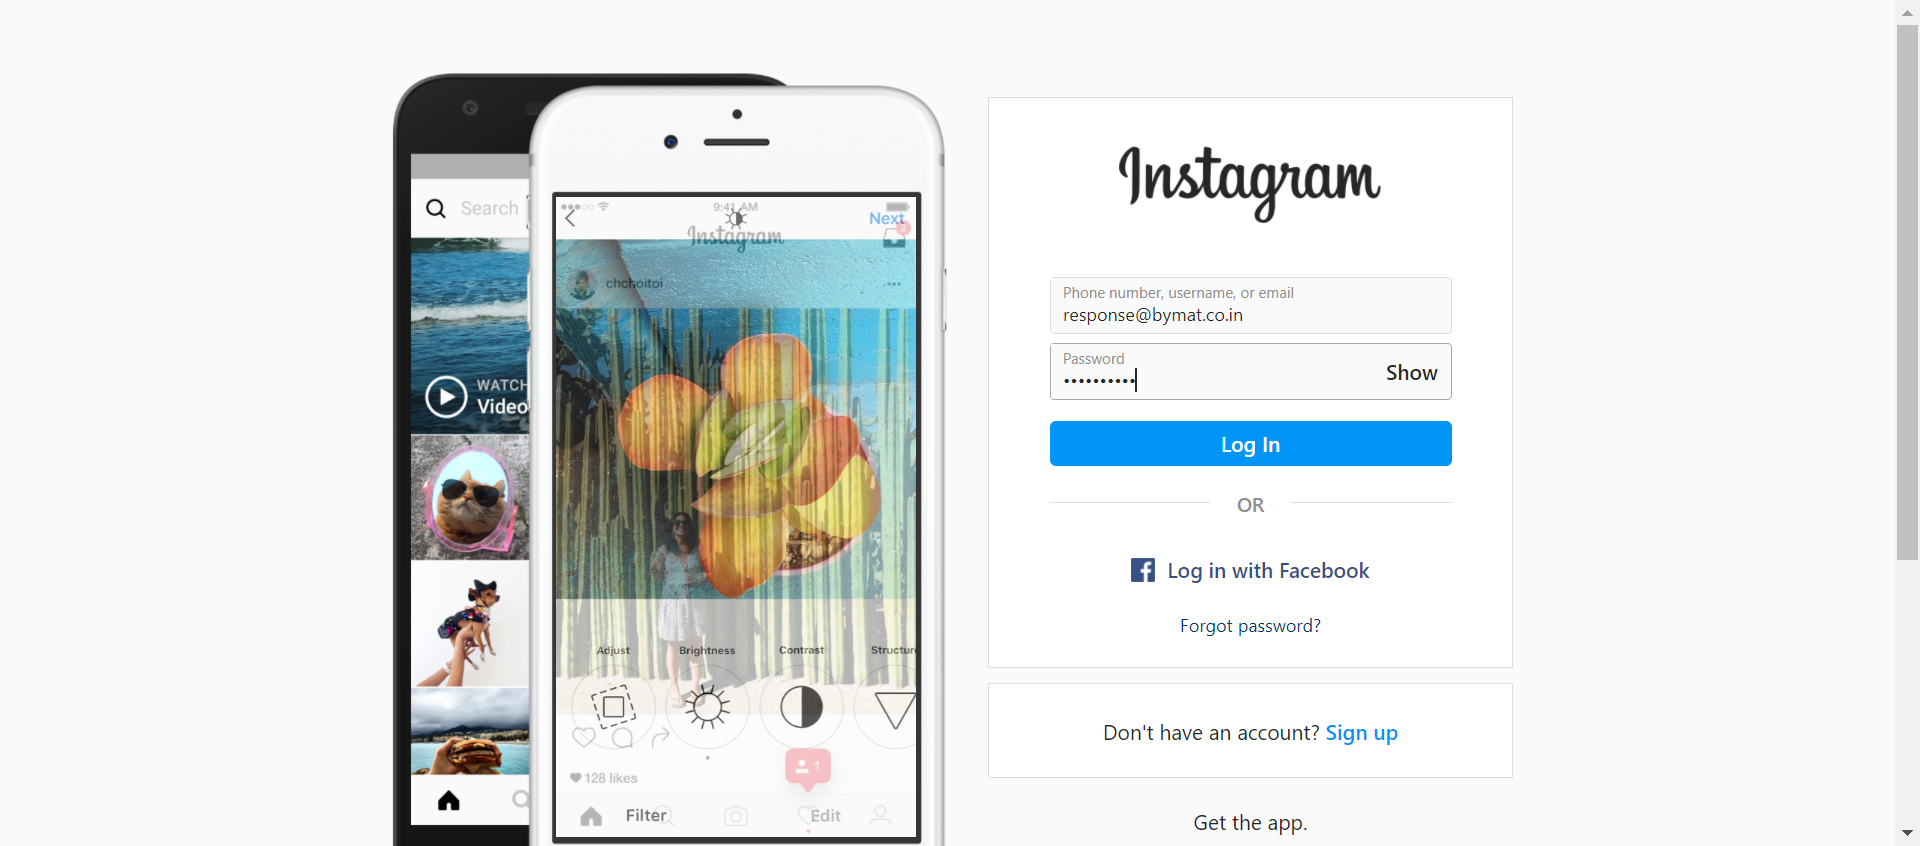 Search
WATCH
Video
9:41 AM
Next
2
Instagram
chchoitoi
Adjust
Brightness
Contrast
Structur
1
128 likes
Filter
Edit
Instagram
Phone number, username, or email
response@bymat.co.in
Password
••••••••••
Show
Log In
OR
Log in with Facebook
Forgot password?
Don't have an account? Sign up
Get the app.